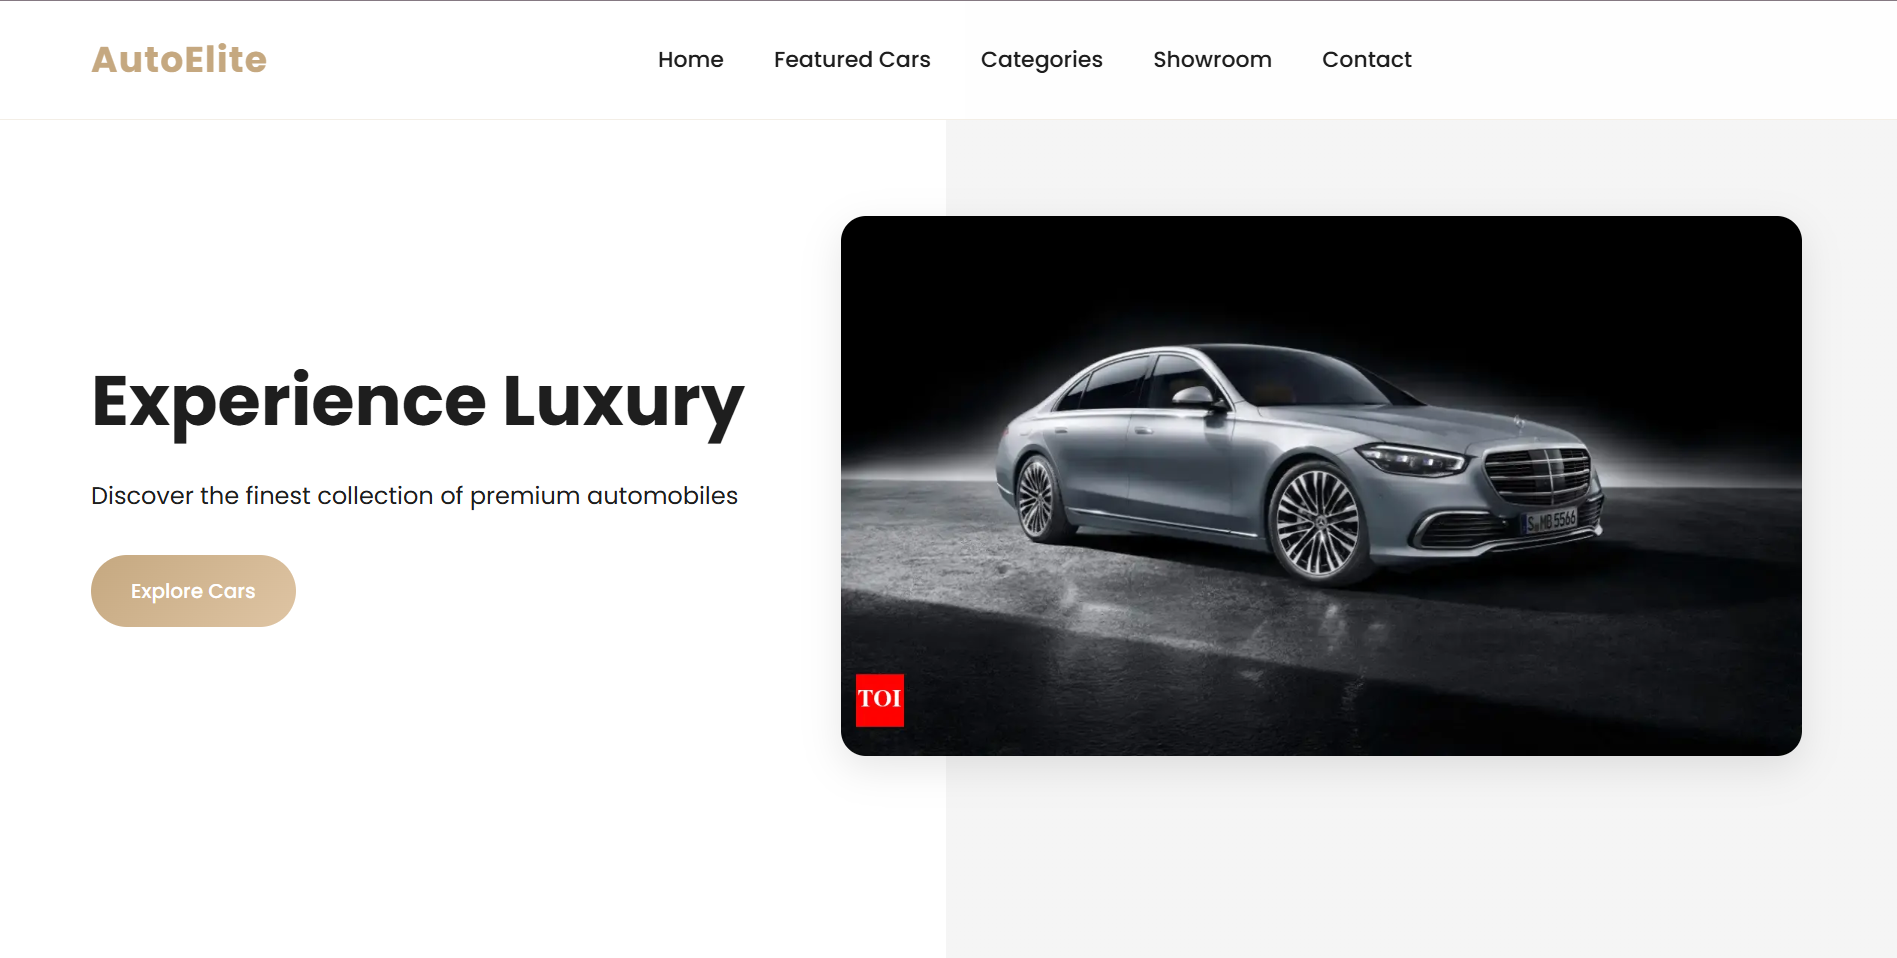 AutoElite
Home Featured Cars Categories Showroom Contact
Experience Luxury
Discover the finest collection of premium automobiles
Explore Cars
S MB 5566
TOI